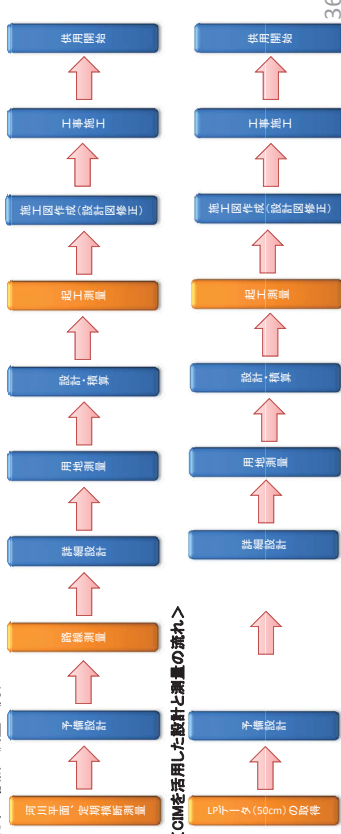 河川平面、定期横断測量
予備設計
路線測量
詳細設計
用地測量
設計・積算
起工測量
施工図作成(設計図修正)
工事施工
供用開始
<CIMを活用した設計と測量の流れ>
LPデータ(50cm)の取得
予備設計
詳細設計
用地測量
設計・積算
起工測量
施工図作成(設計図修正)
工事施工
供用開始
36